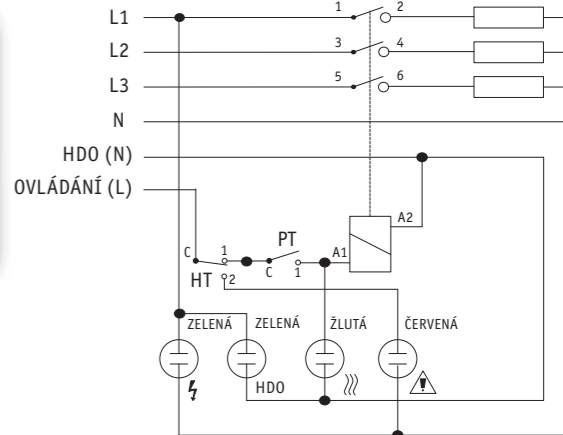 L1 1 2
L2 3 4
L3 5 6
N
HDO (N)
OVLÁDÁNÍ (L)
A2
C 1 PT A1
HT 2 C 1
ZELENÁ ZELENÁ ŽLUTÁ ČERVENÁ
HDO